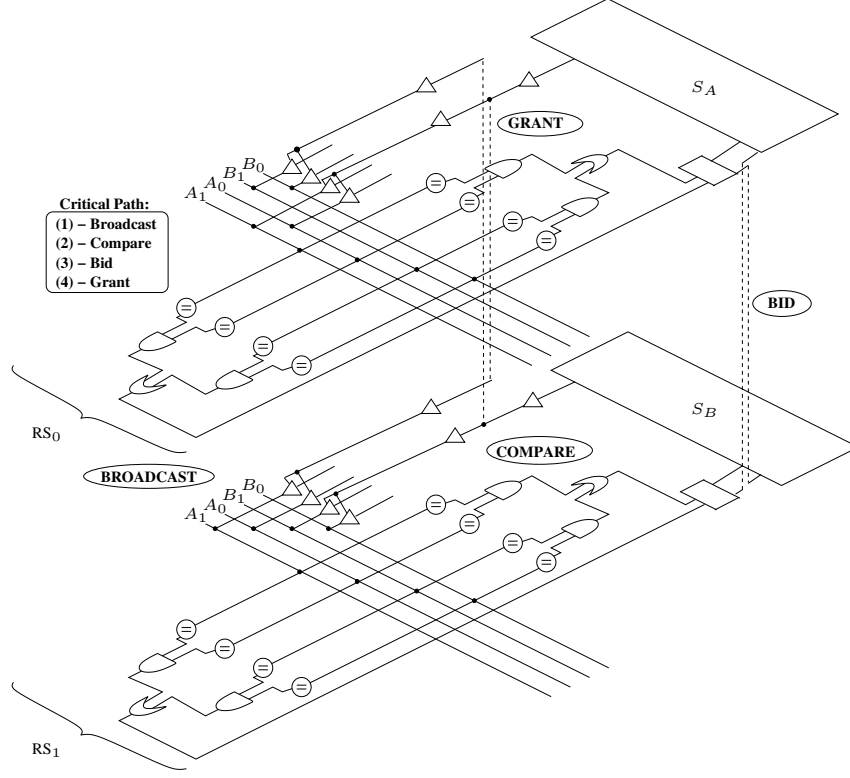 S_A
GRANT
B_0
B_1
A_0
A_1
=
=
=
=
Critical Path:
(1) – Broadcast
(2) – Compare
(3) – Bid
(4) – Grant
BID
=
=
=
=
RS_0
S_B
COMPARE
BROADCAST
B_0
B_1
A_0
A_1
=
=
=
=
=
=
=
=
RS_1